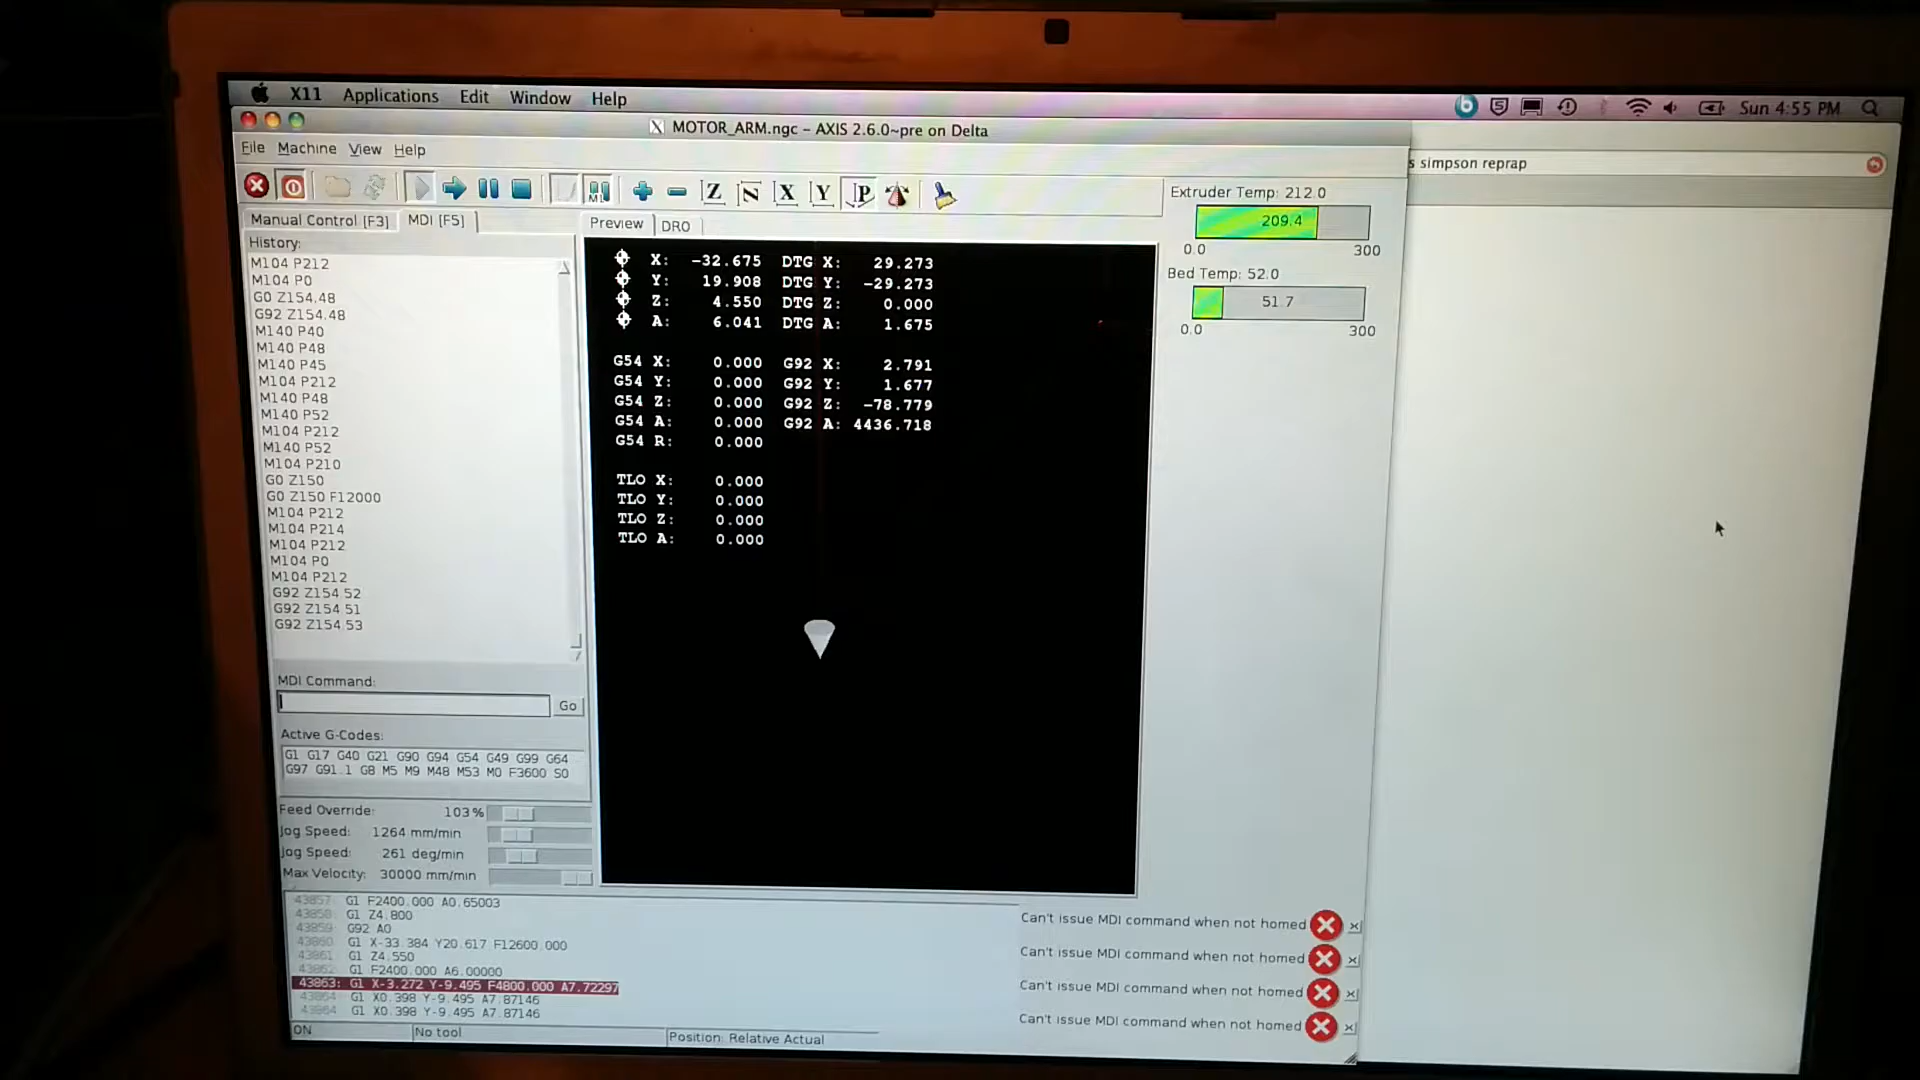 X11 Applications Edit Window Help
Sun 4:55 PM
MOTOR_ARM.ngc - AXIS 2.6.0~pre on Delta
s simpson reprap
File Machine View Help
Z N X Y P
Manual Control [F3] MDI [F5]
Preview DRO
History:
M104 P212
M104 P0
G0 Z154.48
G92 Z154.48
M140 P40
M140 P48
M140 P45
M104 P212
M140 P48
M140 P52
M104 P212
M140 P52
M104 P210
G0 Z150
G0 Z150 F12000
M104 P212
M104 P214
M104 P212
M104 P0
M104 P212
G92 Z154.52
G92 Z154.51
G92 Z154.53
MDI Command:
Go
Active G-Codes:
G1 G17 G40 G21 G90 G94 G54 G49 G99 G64
G97 G91.1 G8 M5 M9 M48 M53 M0 F3600 S0
Feed Override: 103%
Jog Speed: 1264 mm/min
Jog Speed: 261 deg/min
Max Velocity: 30000 mm/min
X: -32.675 DTG X: 29.273
Y: 19.908 DTG Y: -29.273
Z: 4.550 DTG Z: 0.000
A: 6.041 DTG A: 1.675
G54 X: 0.000 G92 X: 2.791
G54 Y: 0.000 G92 Y: 1.677
G54 Z: 0.000 G92 Z: -78.779
G54 A: 0.000 G92 A: 4436.718
G54 R: 0.000
TLO X: 0.000
TLO Y: 0.000
TLO Z: 0.000
TLO A: 0.000
Extruder Temp: 212.0
209.4
0.0 300
Bed Temp: 52.0
51.7
0.0 300
43857: G1 F2400.000 A0.65003
43858: G1 Z4.800
43859: G92 A0
43860: G1 X-33.384 Y20.617 F12600.000
43861: G1 Z4.550
43862: G1 F2400.000 A6.00000
43863: G1 X-3.272 Y-9.495 F4800.000 A7.72297
43864: G1 X0.398 Y-9.495 A7.87146
43864: G1 X0.398 Y-9.495 A7.87146
Can't issue MDI command when not homed
Can't issue MDI command when not homed
Can't issue MDI command when not homed
Can't issue MDI command when not homed
ON No tool Position: Relative Actual